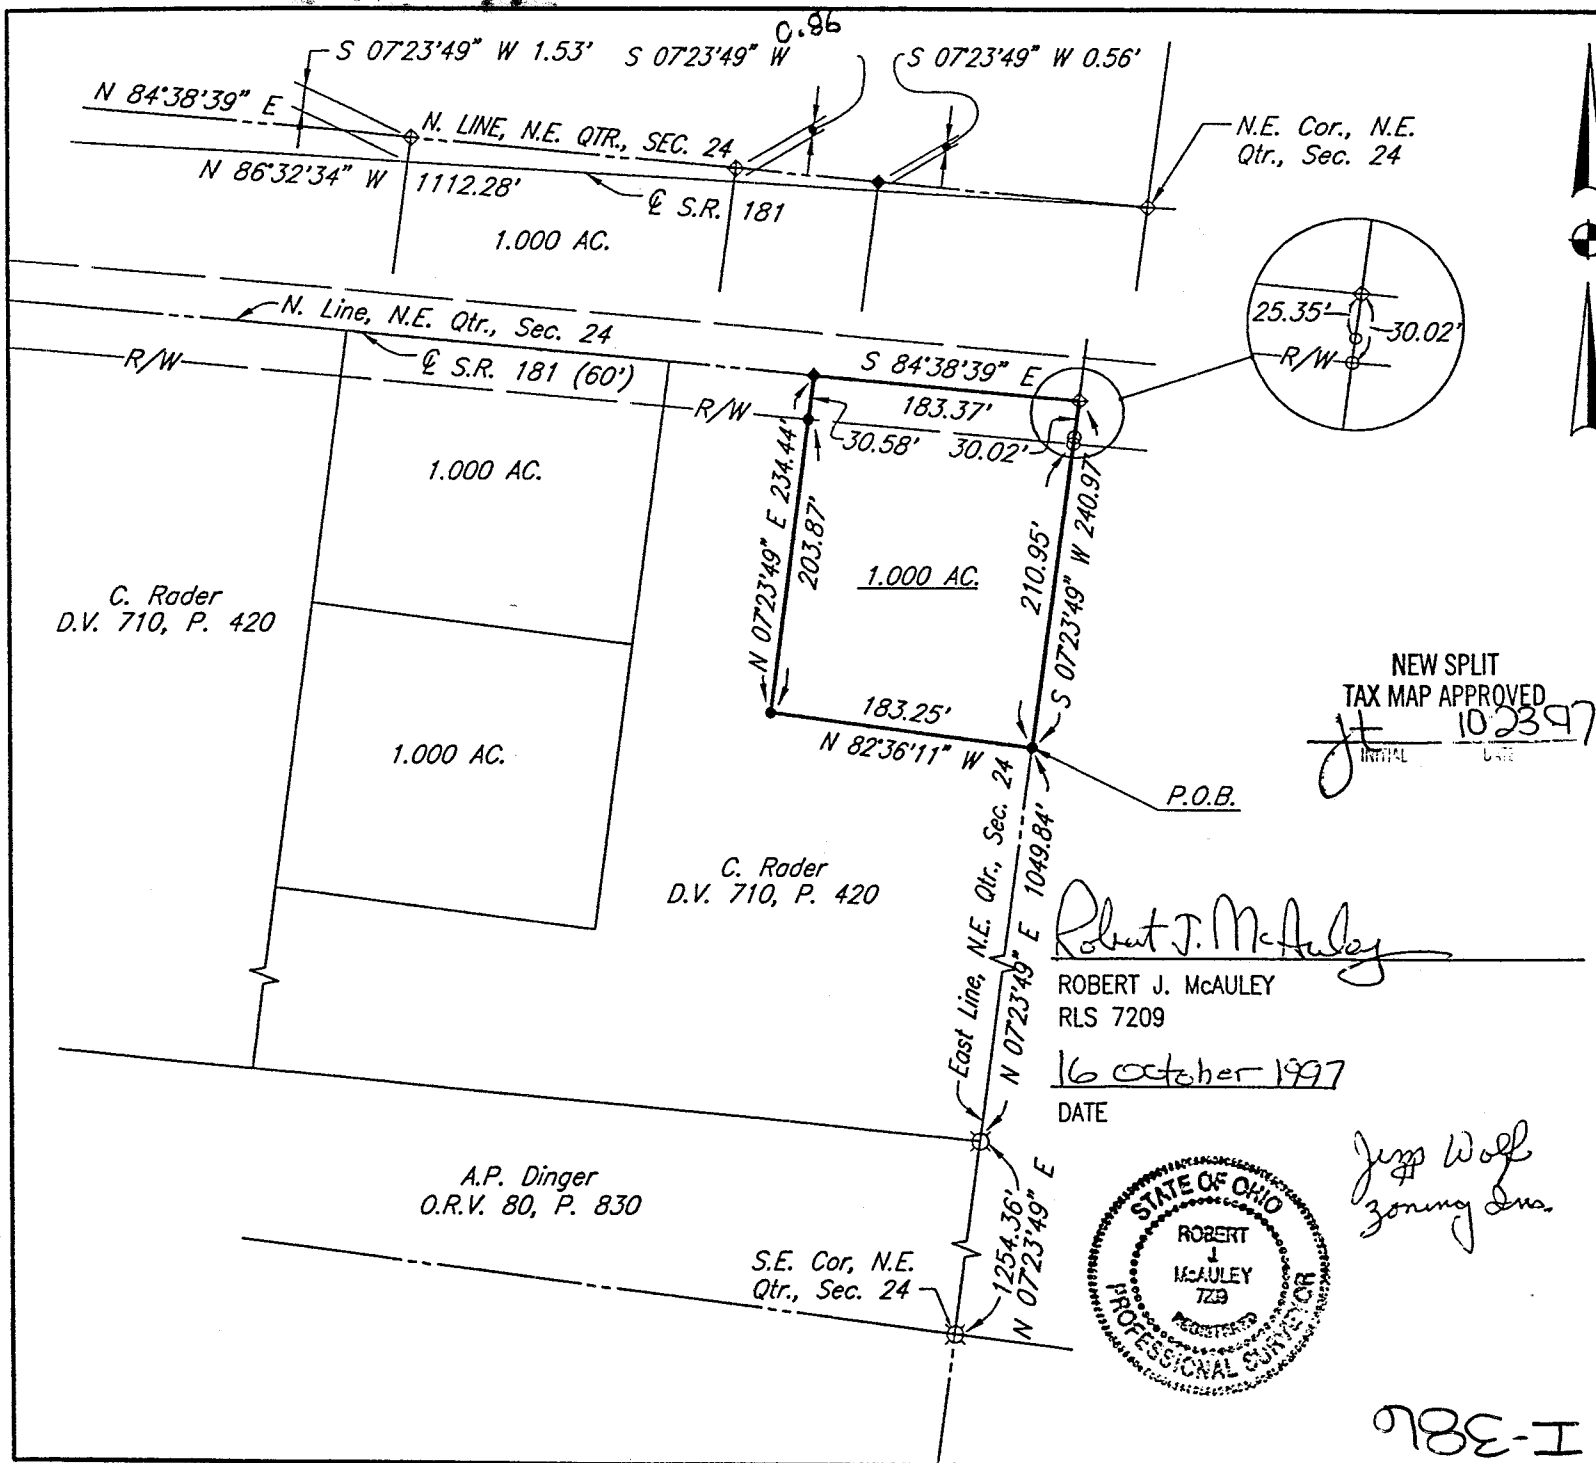 0.86
S 07°23'49" W 1.53'
S 07°23'49" W
S 07°23'49" W 0.56'
N 84°38'39" E
N. LINE, N.E. QTR., SEC. 24
N.E. Cor., N.E.
Qtr., Sec. 24
N 86°32'34" W 1112.28'
℄ S.R. 181
1.000 AC.
N. Line, N.E. Qtr., Sec. 24
R/W
℄ S.R. 181 (60')
R/W
S 84°38'39" E
183.37'
30.58'
30.02'
25.35'
30.02'
R/W
1.000 AC.
N 07°23'49" E 234.44'
203.87'
1.000 AC.
210.95'
S 07°23'49" W 240.97'
C. Rader
D.V. 710, P. 420
NEW SPLIT
TAX MAP APPROVED
jt 102397
INITIAL DATE
183.25'
N 82°36'11" W
1.000 AC.
P.O.B.
C. Rader
D.V. 710, P. 420
East Line, N.E. Qtr., Sec. 24
N 07°23'49" E 1049.84'
Robert J. McAuley
ROBERT J. McAULEY
RLS 7209
16 October 1997
DATE
A.P. Dinger
O.R.V. 80, P. 830
1254.36'
N 07°23'49" E
S.E. Cor, N.E.
Qtr., Sec. 24
STATE OF OHIO
ROBERT
J
McAULEY
7209
REGISTERED
PROFESSIONAL SURVEYOR
Wolf
Zoning Ins.
I-386